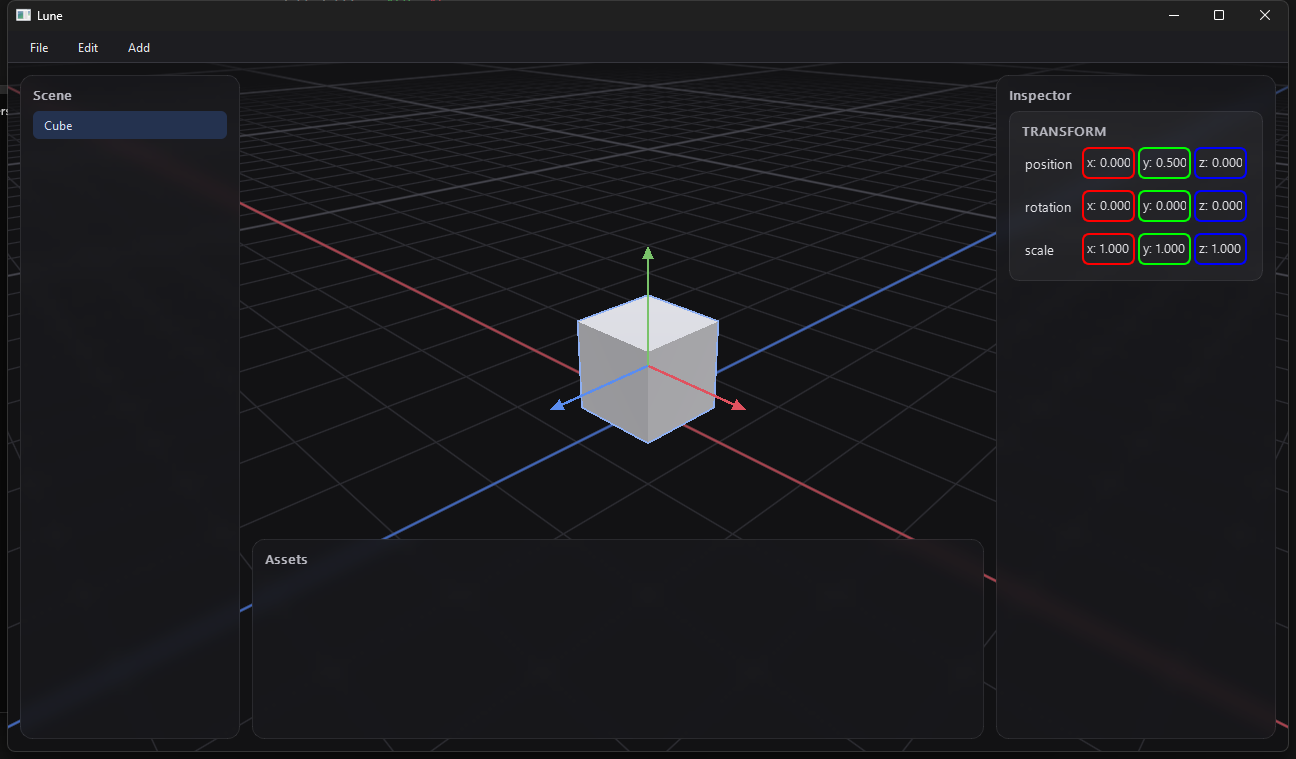 Lune
File Edit Add
Scene
Cube
Inspector
TRANSFORM
position x: 0.000 y: 0.500 z: 0.000
rotation x: 0.000 y: 0.000 z: 0.000
scale x: 1.000 y: 1.000 z: 1.000
Assets